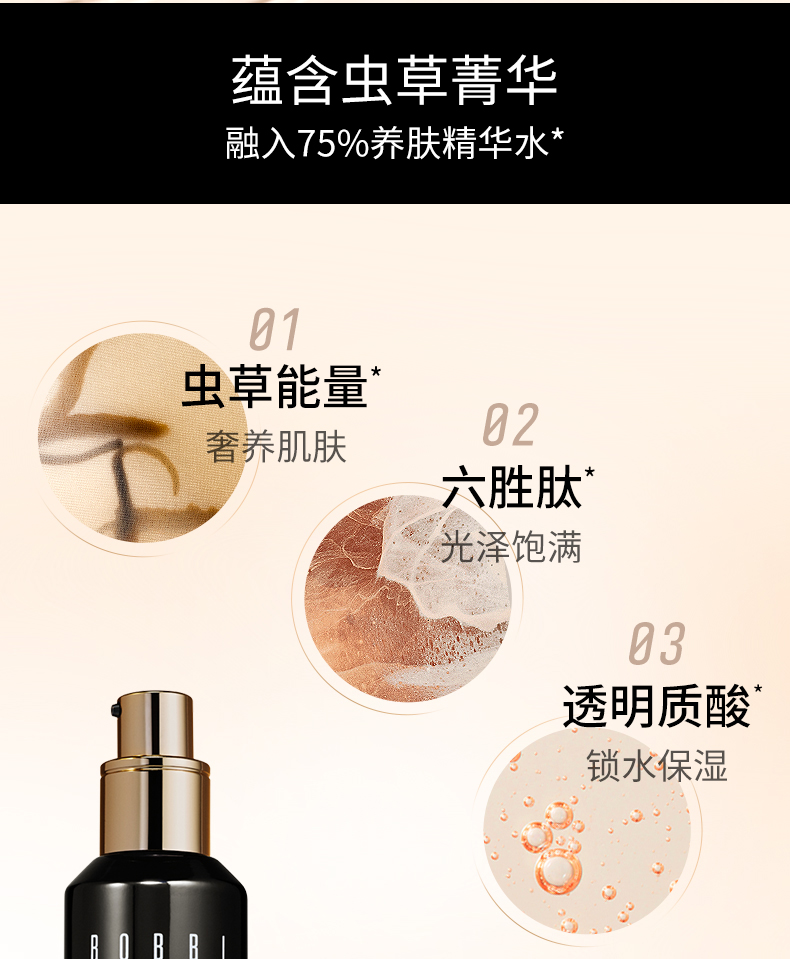 蕴含虫草菁华
融入75%养肤精华水*
01
虫草能量*
奢养肌肤
02
六胜肽*
光泽饱满
03
透明质酸*
锁水保湿
BOBBI